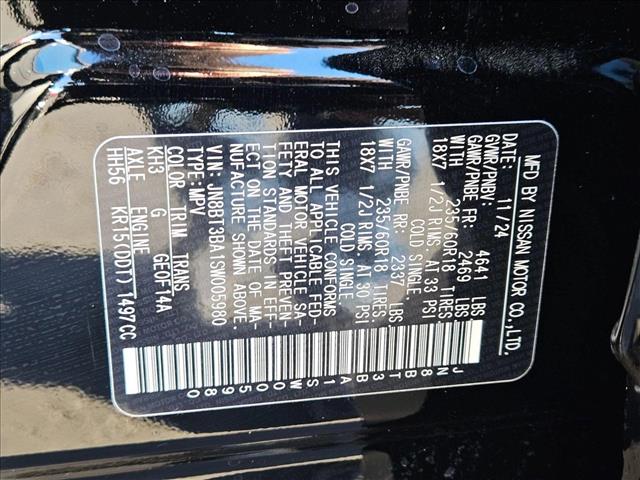 MFD BY NISSAN MOTOR CO.,LTD.
DATE: 11/24
GVWR/PNBV: 4641 LBS
GAWR/PNBE FR: 2469 LBS
WITH 235/60R18 TIRES,
18X7 1/2J RIMS, AT 33 PSI
COLD SINGLE.
GAWR/PNBE RR: 2337 LBS
WITH 235/60R18 TIRES,
18X7 1/2J RIMS, AT 30 PSI
COLD SINGLE.
THIS VEHICLE CONFORMS
TO ALL APPLICABLE FED-
ERAL MOTOR VEHICLE SA-
FETY AND THEFT PREVEN-
TION STANDARDS IN EFF-
ECT ON THE DATE OF MA-
NUFACTURE SHOWN ABOVE.
VIN: JN8BT3BA1SW005980
TYPE:MPV
COLOR TRIM TRANS
KH3 G GEOF14A
AXLE ENGINE
HH56 KR15(DDT) 1497CC
JN8BT3BA1SW005980